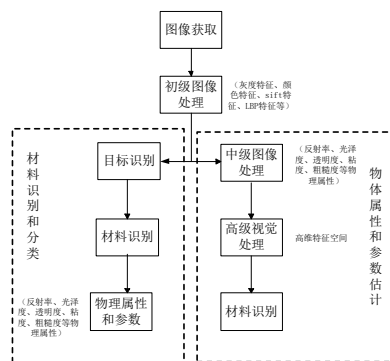 图像获取
初级图像
处理
（灰度特征、颜
色特征、sift特
征、LBP特征等）
材料识别和分类
目标识别
材料识别
物理属性
和参数
（反射率、光泽
度、透明度、粘
度、粗糙度等物
理属性）
中级图像
处理
（反射率、光泽
度、透明度、粘
度、粗糙度等物
理属性）
高级视觉
处理
高维特征空间
材料识别
物体属性和参数估计